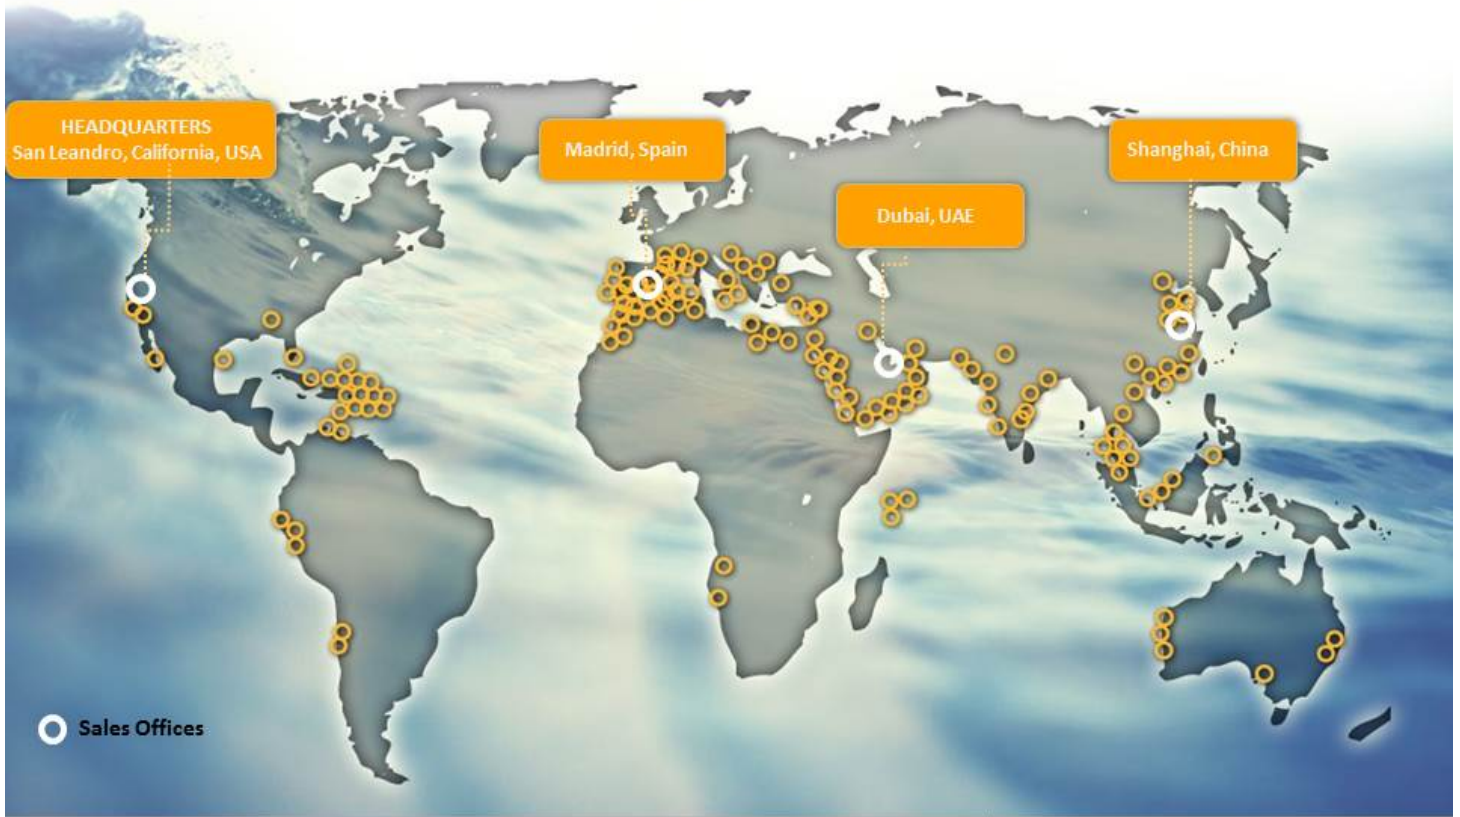 HEADQUARTERS
San Leandro, California, USA
Madrid, Spain
Shanghai, China
Dubai, UAE
Sales Offices